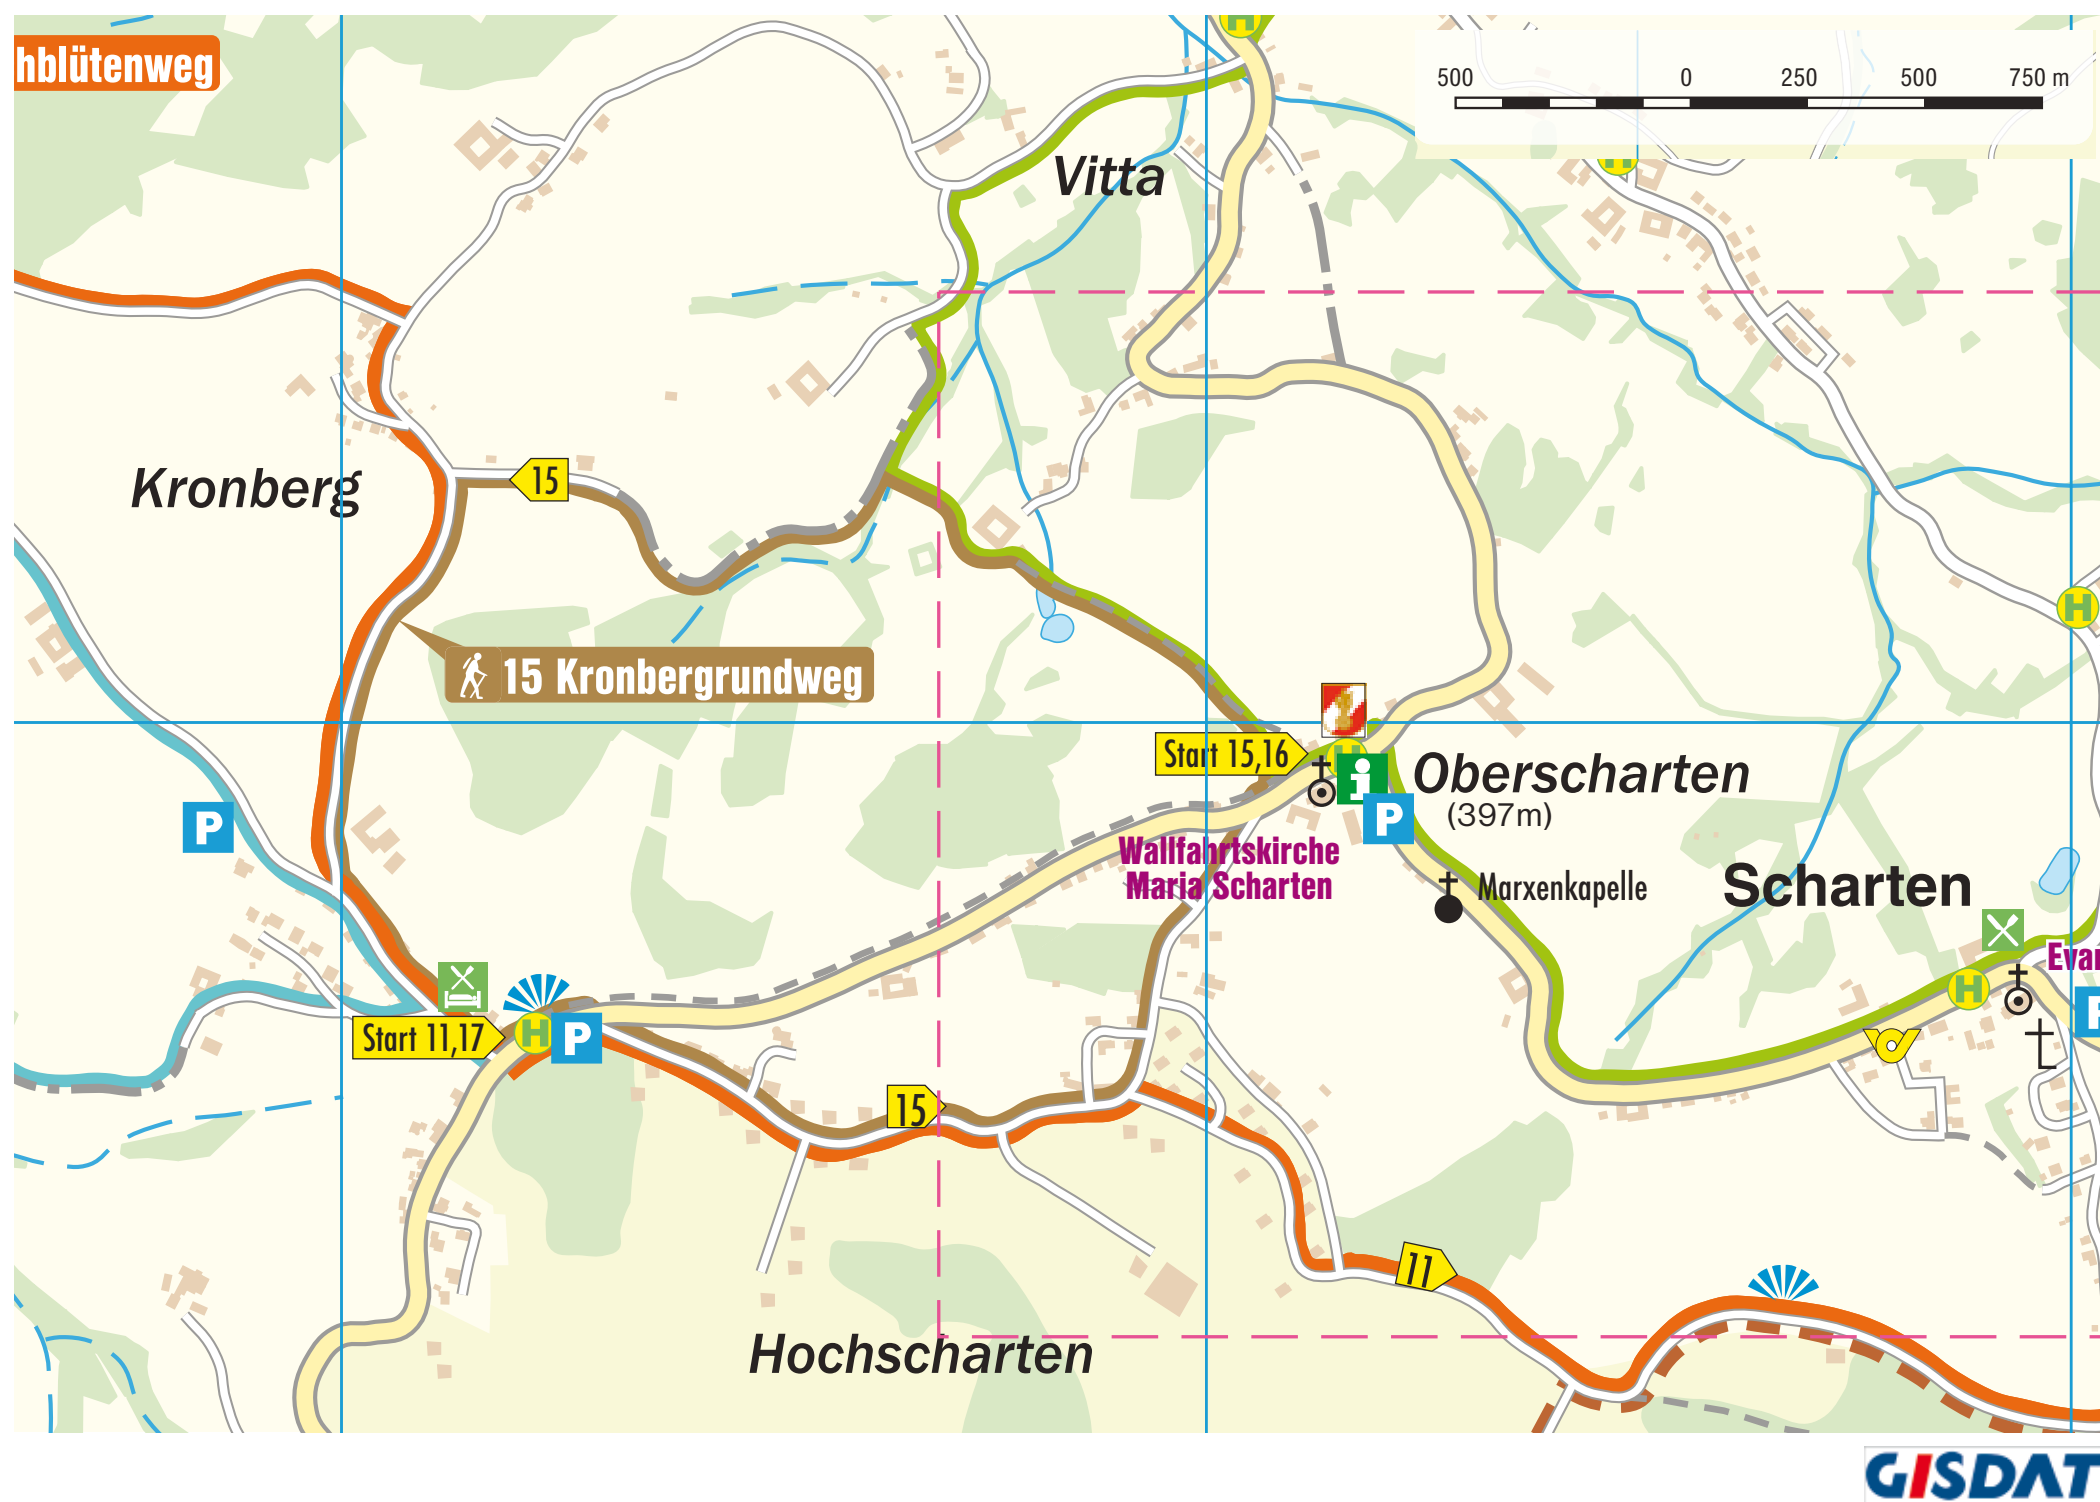 hblütenweg
500 0 250 500 750 m
H
H
Vitta
Kronberg
15
H
15 Kronbergrundweg
Start 15,16
H
i
Oberscharten
(397m)
P
P
Wallfahrtskirche
Maria Scharten
Marxenkapelle
Scharten
Evan
H
P
Start 11,17
H
P
15
11
Hochscharten
GISDAT